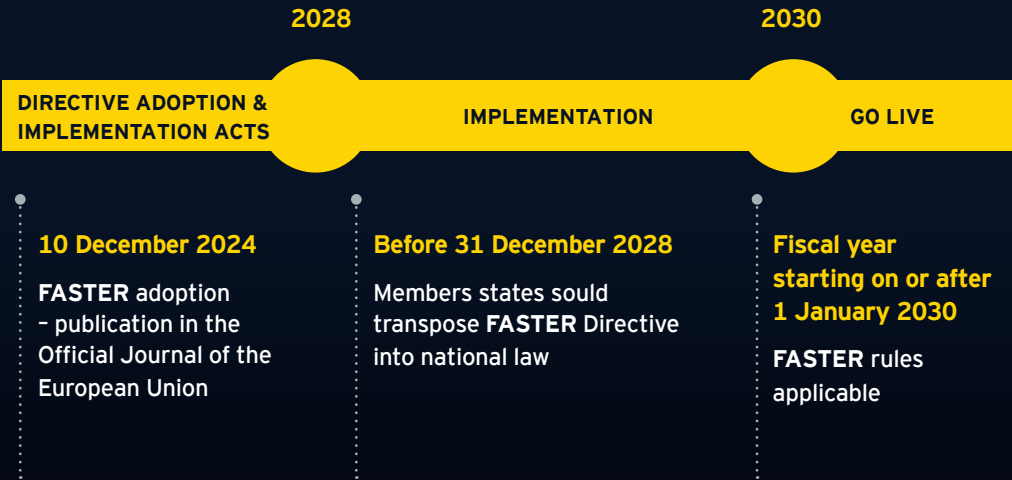 2028
2030
DIRECTIVE ADOPTION &
IMPLEMENTATION ACTS
IMPLEMENTATION
GO LIVE
10 December 2024
FASTER adoption
– publication in the
Official Journal of the
European Union
Before 31 December 2028
Members states sould
transpose FASTER Directive
into national law
Fiscal year
starting on or after
1 January 2030
FASTER rules
applicable